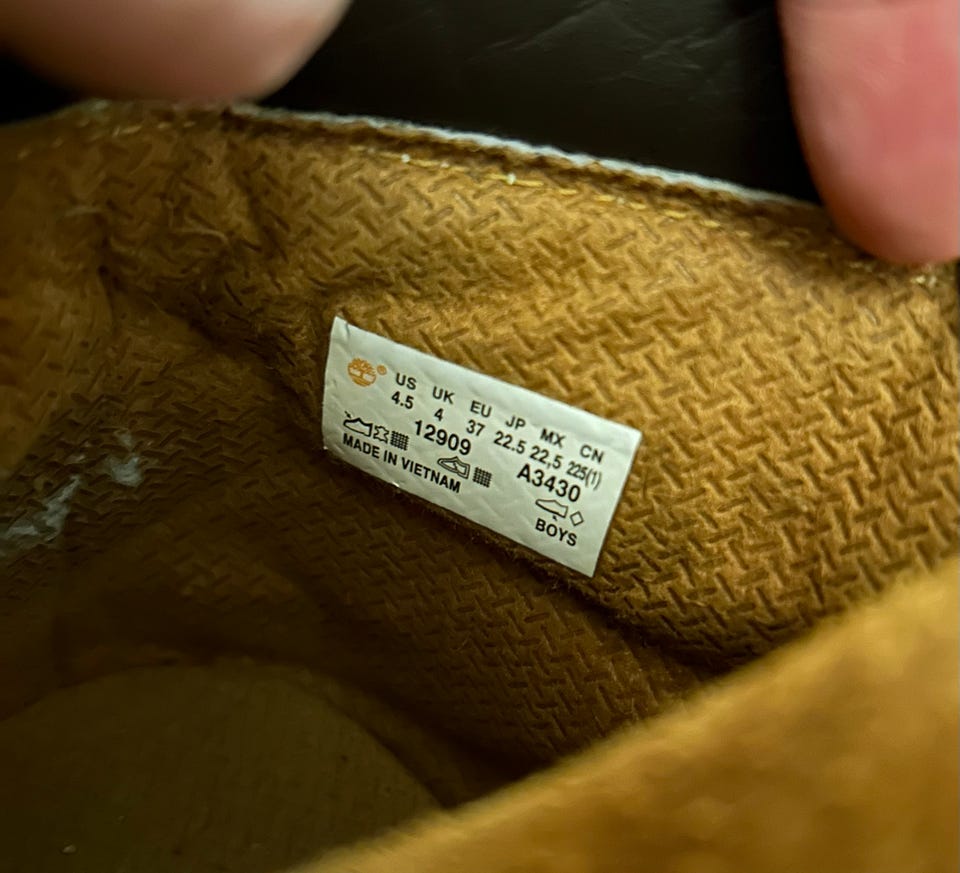 ® US UK EU JP MX CN
4.5 4 37 22.5 22,5 225(1)
12909 A3430
MADE IN VIETNAM
BOYS